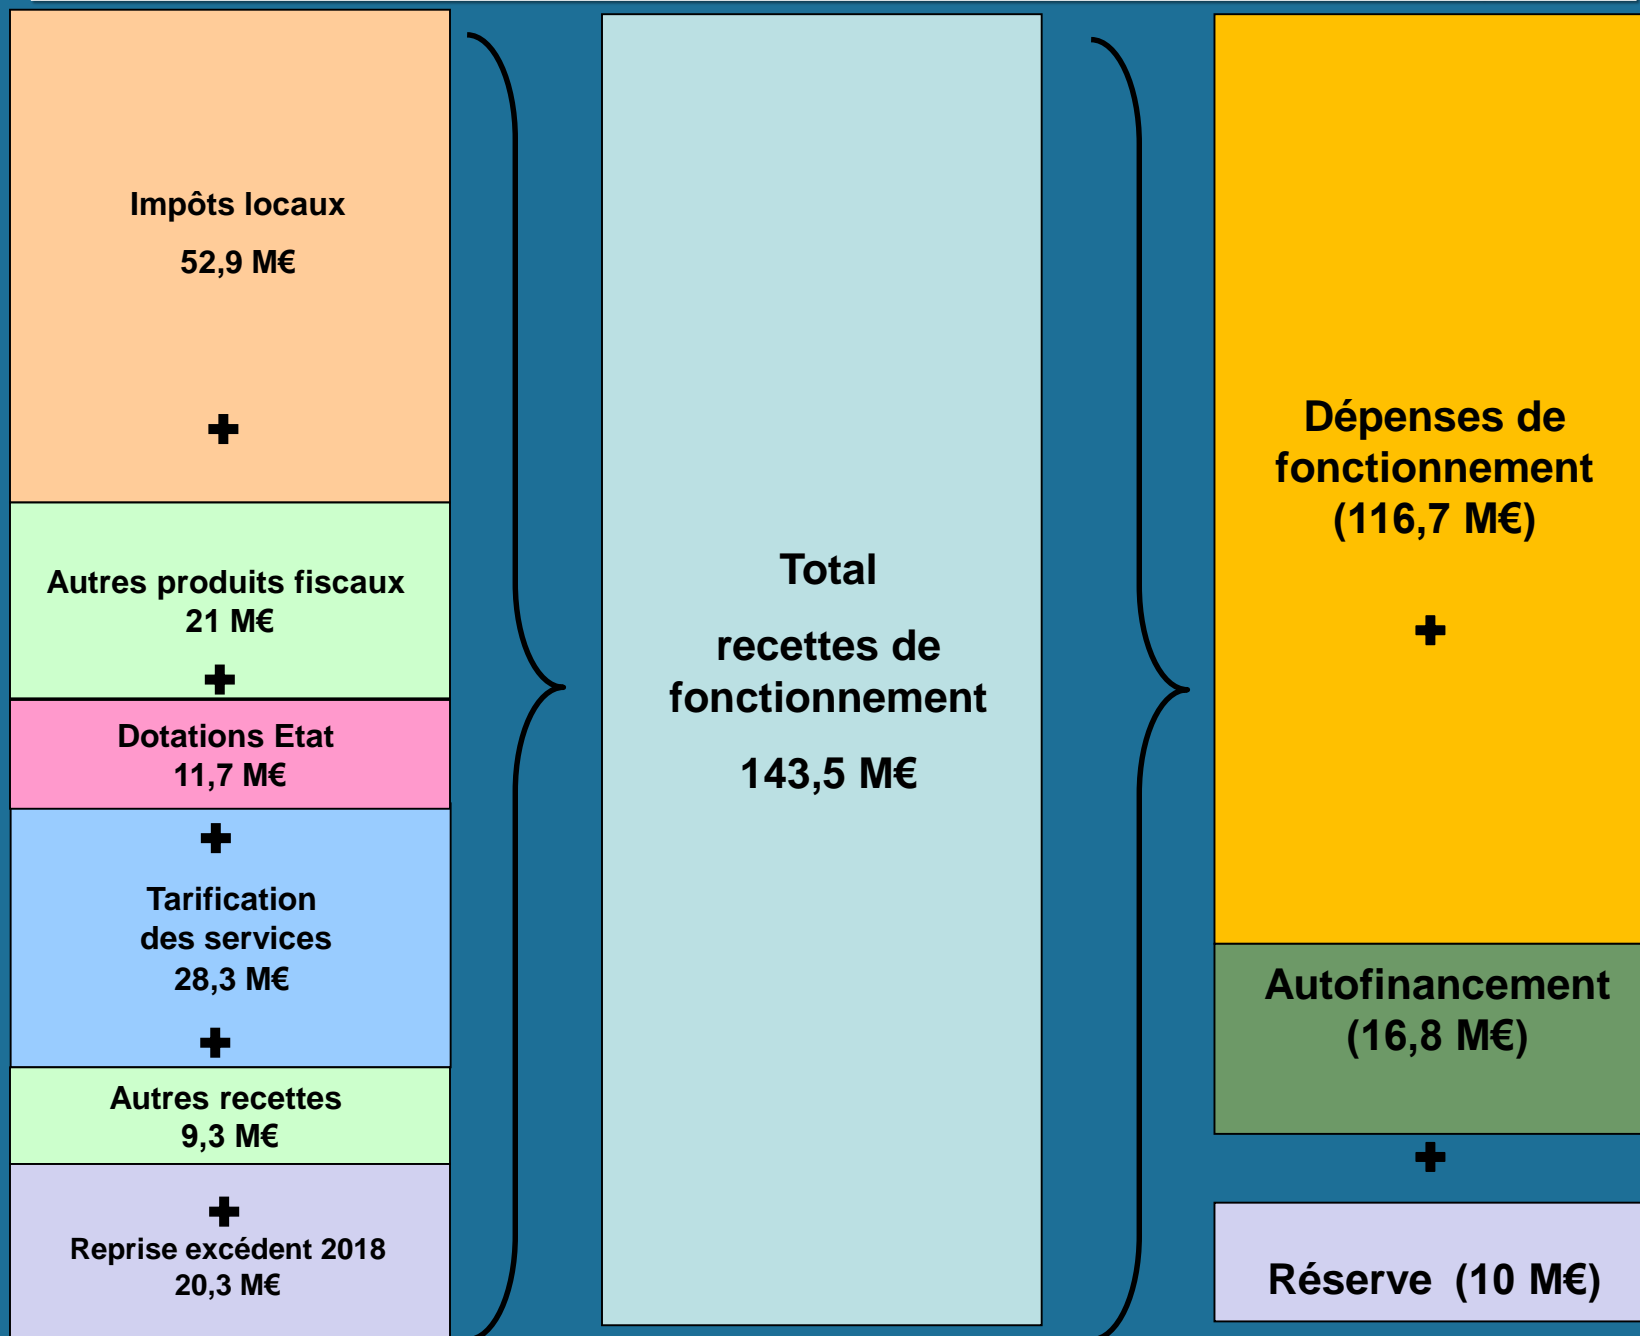 Impôts locaux
52,9 M€
+
Autres produits fiscaux
21 M€
+
Dotations Etat
11,7 M€
+
Tarification
des services
28,3 M€
+
Autres recettes
9,3 M€
+
Reprise excédent 2018
20,3 M€
Total
recettes de
fonctionnement
143,5 M€
Dépenses de
fonctionnement
(116,7 M€)
+
Autofinancement
(16,8 M€)
+
Réserve (10 M€)